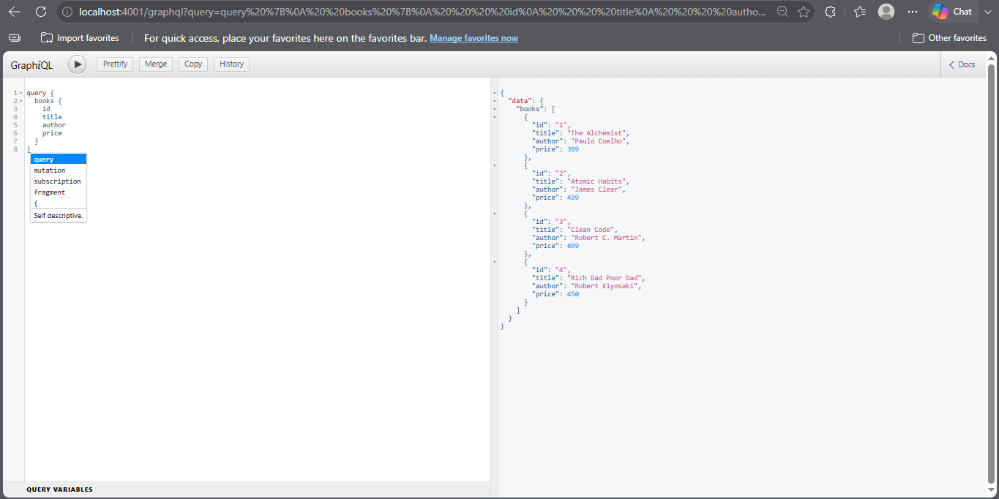 localhost:4001/graphql?query=query%20%7B%0A%20%20books%20%7B%0A%20%20%20%20id%0A%20%20%20%20title%0A%20%20%20%20autho...
Chat
Import favorites
For quick access, place your favorites here on the favorites bar. Manage favorites now
Other favorites
GraphiQL
Prettify
Merge
Copy
History
Docs
1 query {
2 books {
3 id
4 title
5 author
6 price
7 }
8 }
query
mutation
subscription
fragment
{
Self descriptive.
QUERY VARIABLES
{
"data": {
"books": [
{
"id": "1",
"title": "The Alchemist",
"author": "Paulo Coelho",
"price": 399
},
{
"id": "2",
"title": "Atomic Habits",
"author": "James Clear",
"price": 499
},
{
"id": "3",
"title": "Clean Code",
"author": "Robert C. Martin",
"price": 699
},
{
"id": "4",
"title": "Rich Dad Poor Dad",
"author": "Robert Kiyosaki",
"price": 450
}
]
}
}